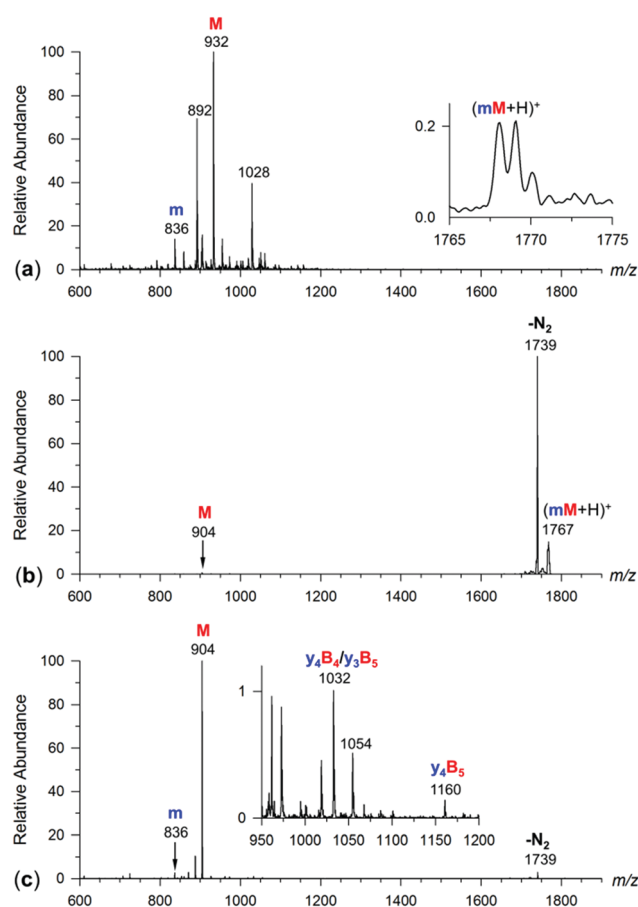 M
932
100
80
60
40
20
0
Relative Abundance
892
m
836
1028
(mM+H)⁺
0.2
0.0
1765 1770 1775
(a)
600 800 1000 1200 1400 1600 1800 m/z
-N₂
1739
100
80
60
40
20
0
Relative Abundance
M
904
(mM+H)⁺
1767
(b)
600 800 1000 1200 1400 1600 1800 m/z
M
904
100
80
60
40
20
0
Relative Abundance
m
836
y₄B₄/y₃B₅
1032
1
0
1054
y₄B₅
1160
950 1000 1050 1100 1150 1200
-N₂
1739
(c)
600 800 1000 1200 1400 1600 1800 m/z